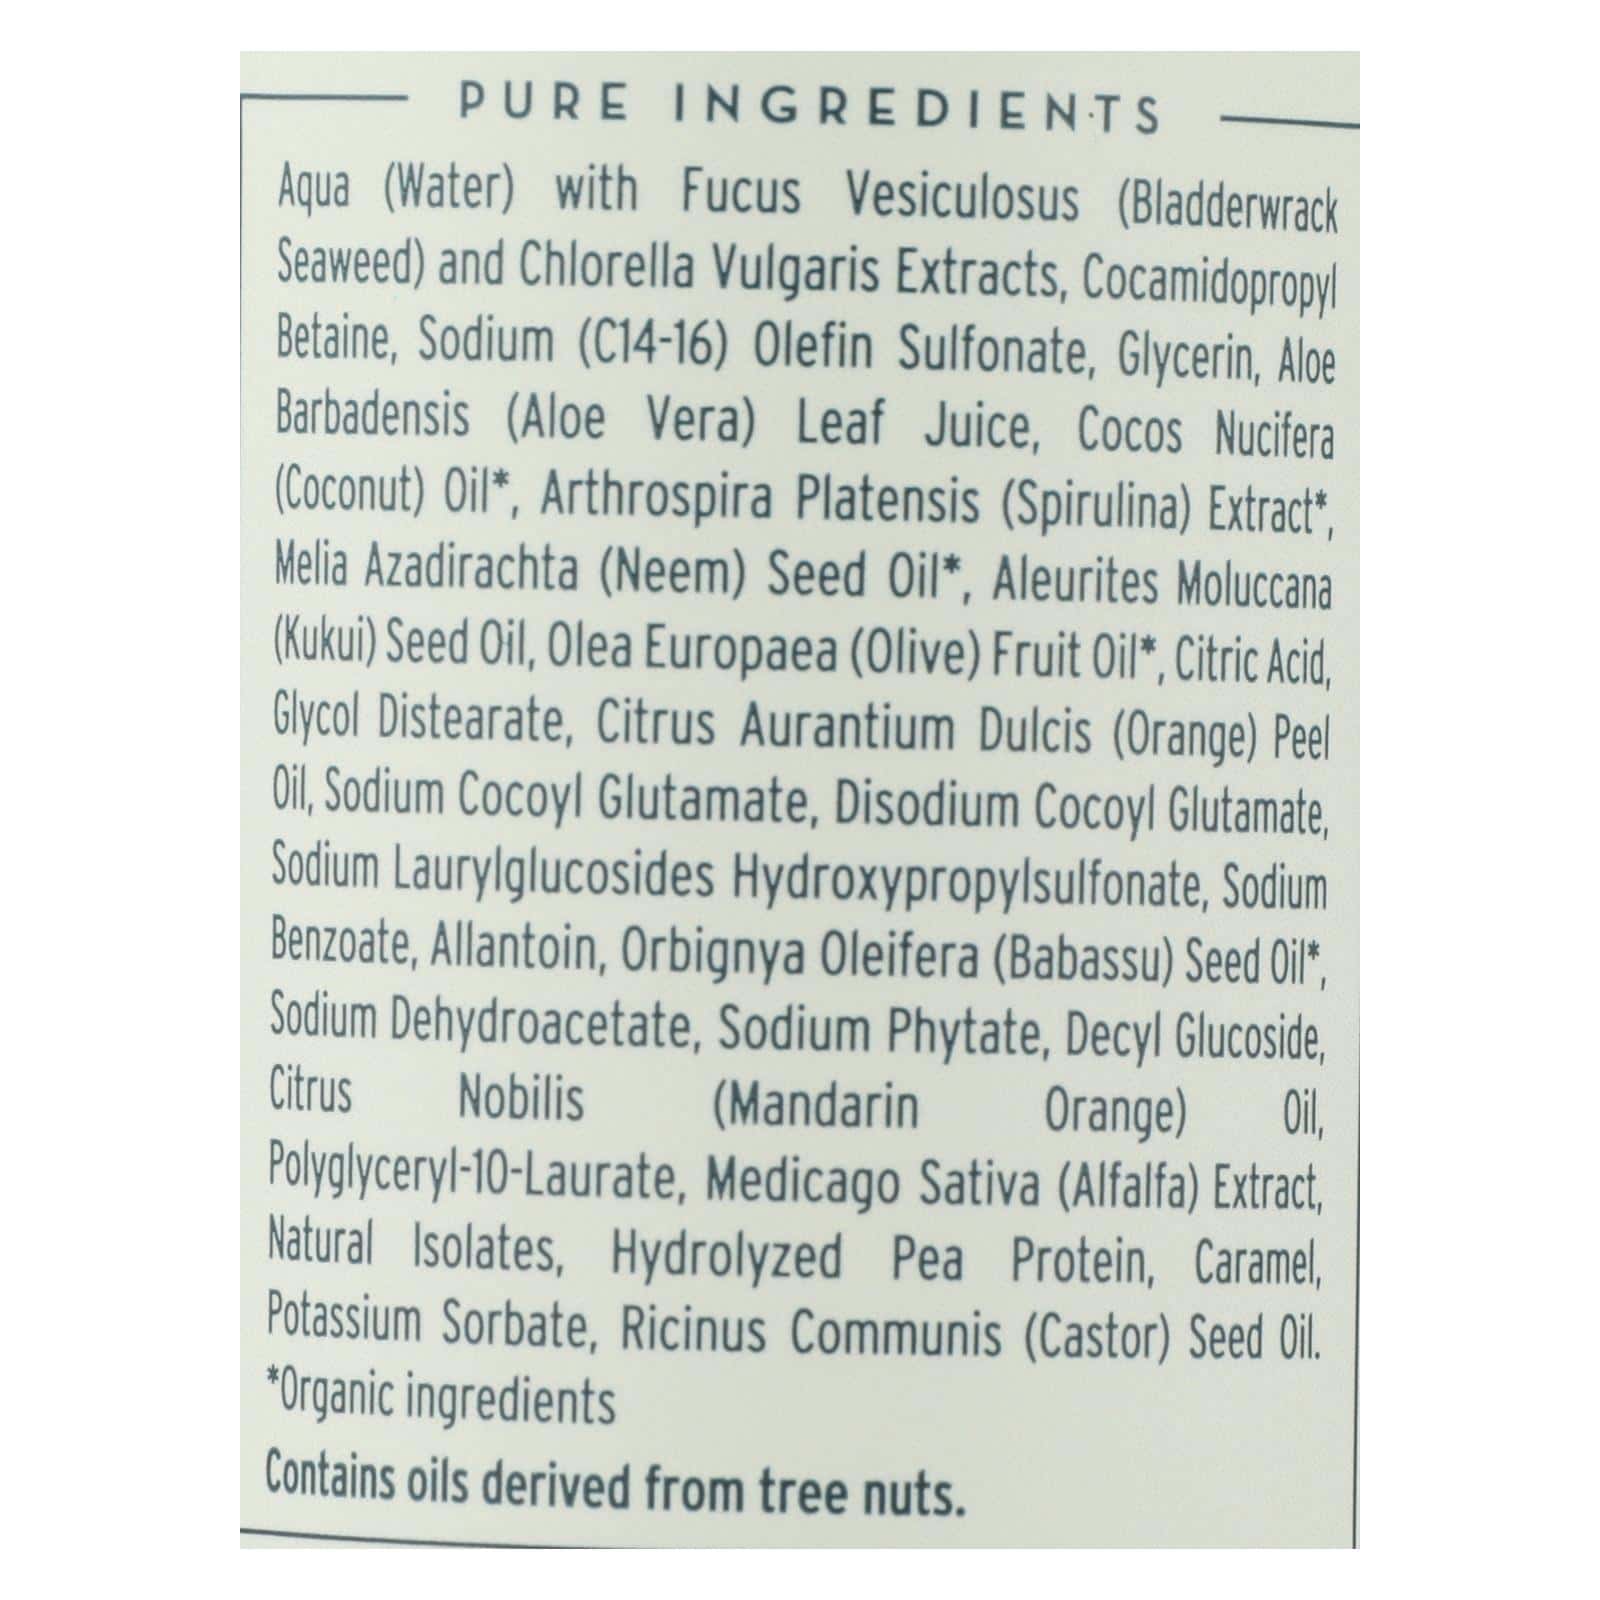 PURE INGREDIENTS
Aqua (Water) with Fucus Vesiculosus (Bladderwrack
Seaweed) and Chlorella Vulgaris Extracts, Cocamidopropyl
Betaine, Sodium (C14-16) Olefin Sulfonate, Glycerin, Aloe
Barbadensis (Aloe Vera) Leaf Juice, Cocos Nucifera
(Coconut) Oil*, Arthrospira Platensis (Spirulina) Extract*,
Melia Azadirachta (Neem) Seed Oil*, Aleurites Moluccana
(Kukui) Seed Oil, Olea Europaea (Olive) Fruit Oil*, Citric Acid,
Glycol Distearate, Citrus Aurantium Dulcis (Orange) Peel
Oil, Sodium Cocoyl Glutamate, Disodium Cocoyl Glutamate,
Sodium Laurylglucosides Hydroxypropylsulfonate, Sodium
Benzoate, Allantoin, Orbignya Oleifera (Babassu) Seed Oil*,
Sodium Dehydroacetate, Sodium Phytate, Decyl Glucoside,
Citrus Nobilis (Mandarin Orange) Oil,
Polyglyceryl-10-Laurate, Medicago Sativa (Alfalfa) Extract,
Natural Isolates, Hydrolyzed Pea Protein, Caramel,
Potassium Sorbate, Ricinus Communis (Castor) Seed Oil.
*Organic ingredients
Contains oils derived from tree nuts.